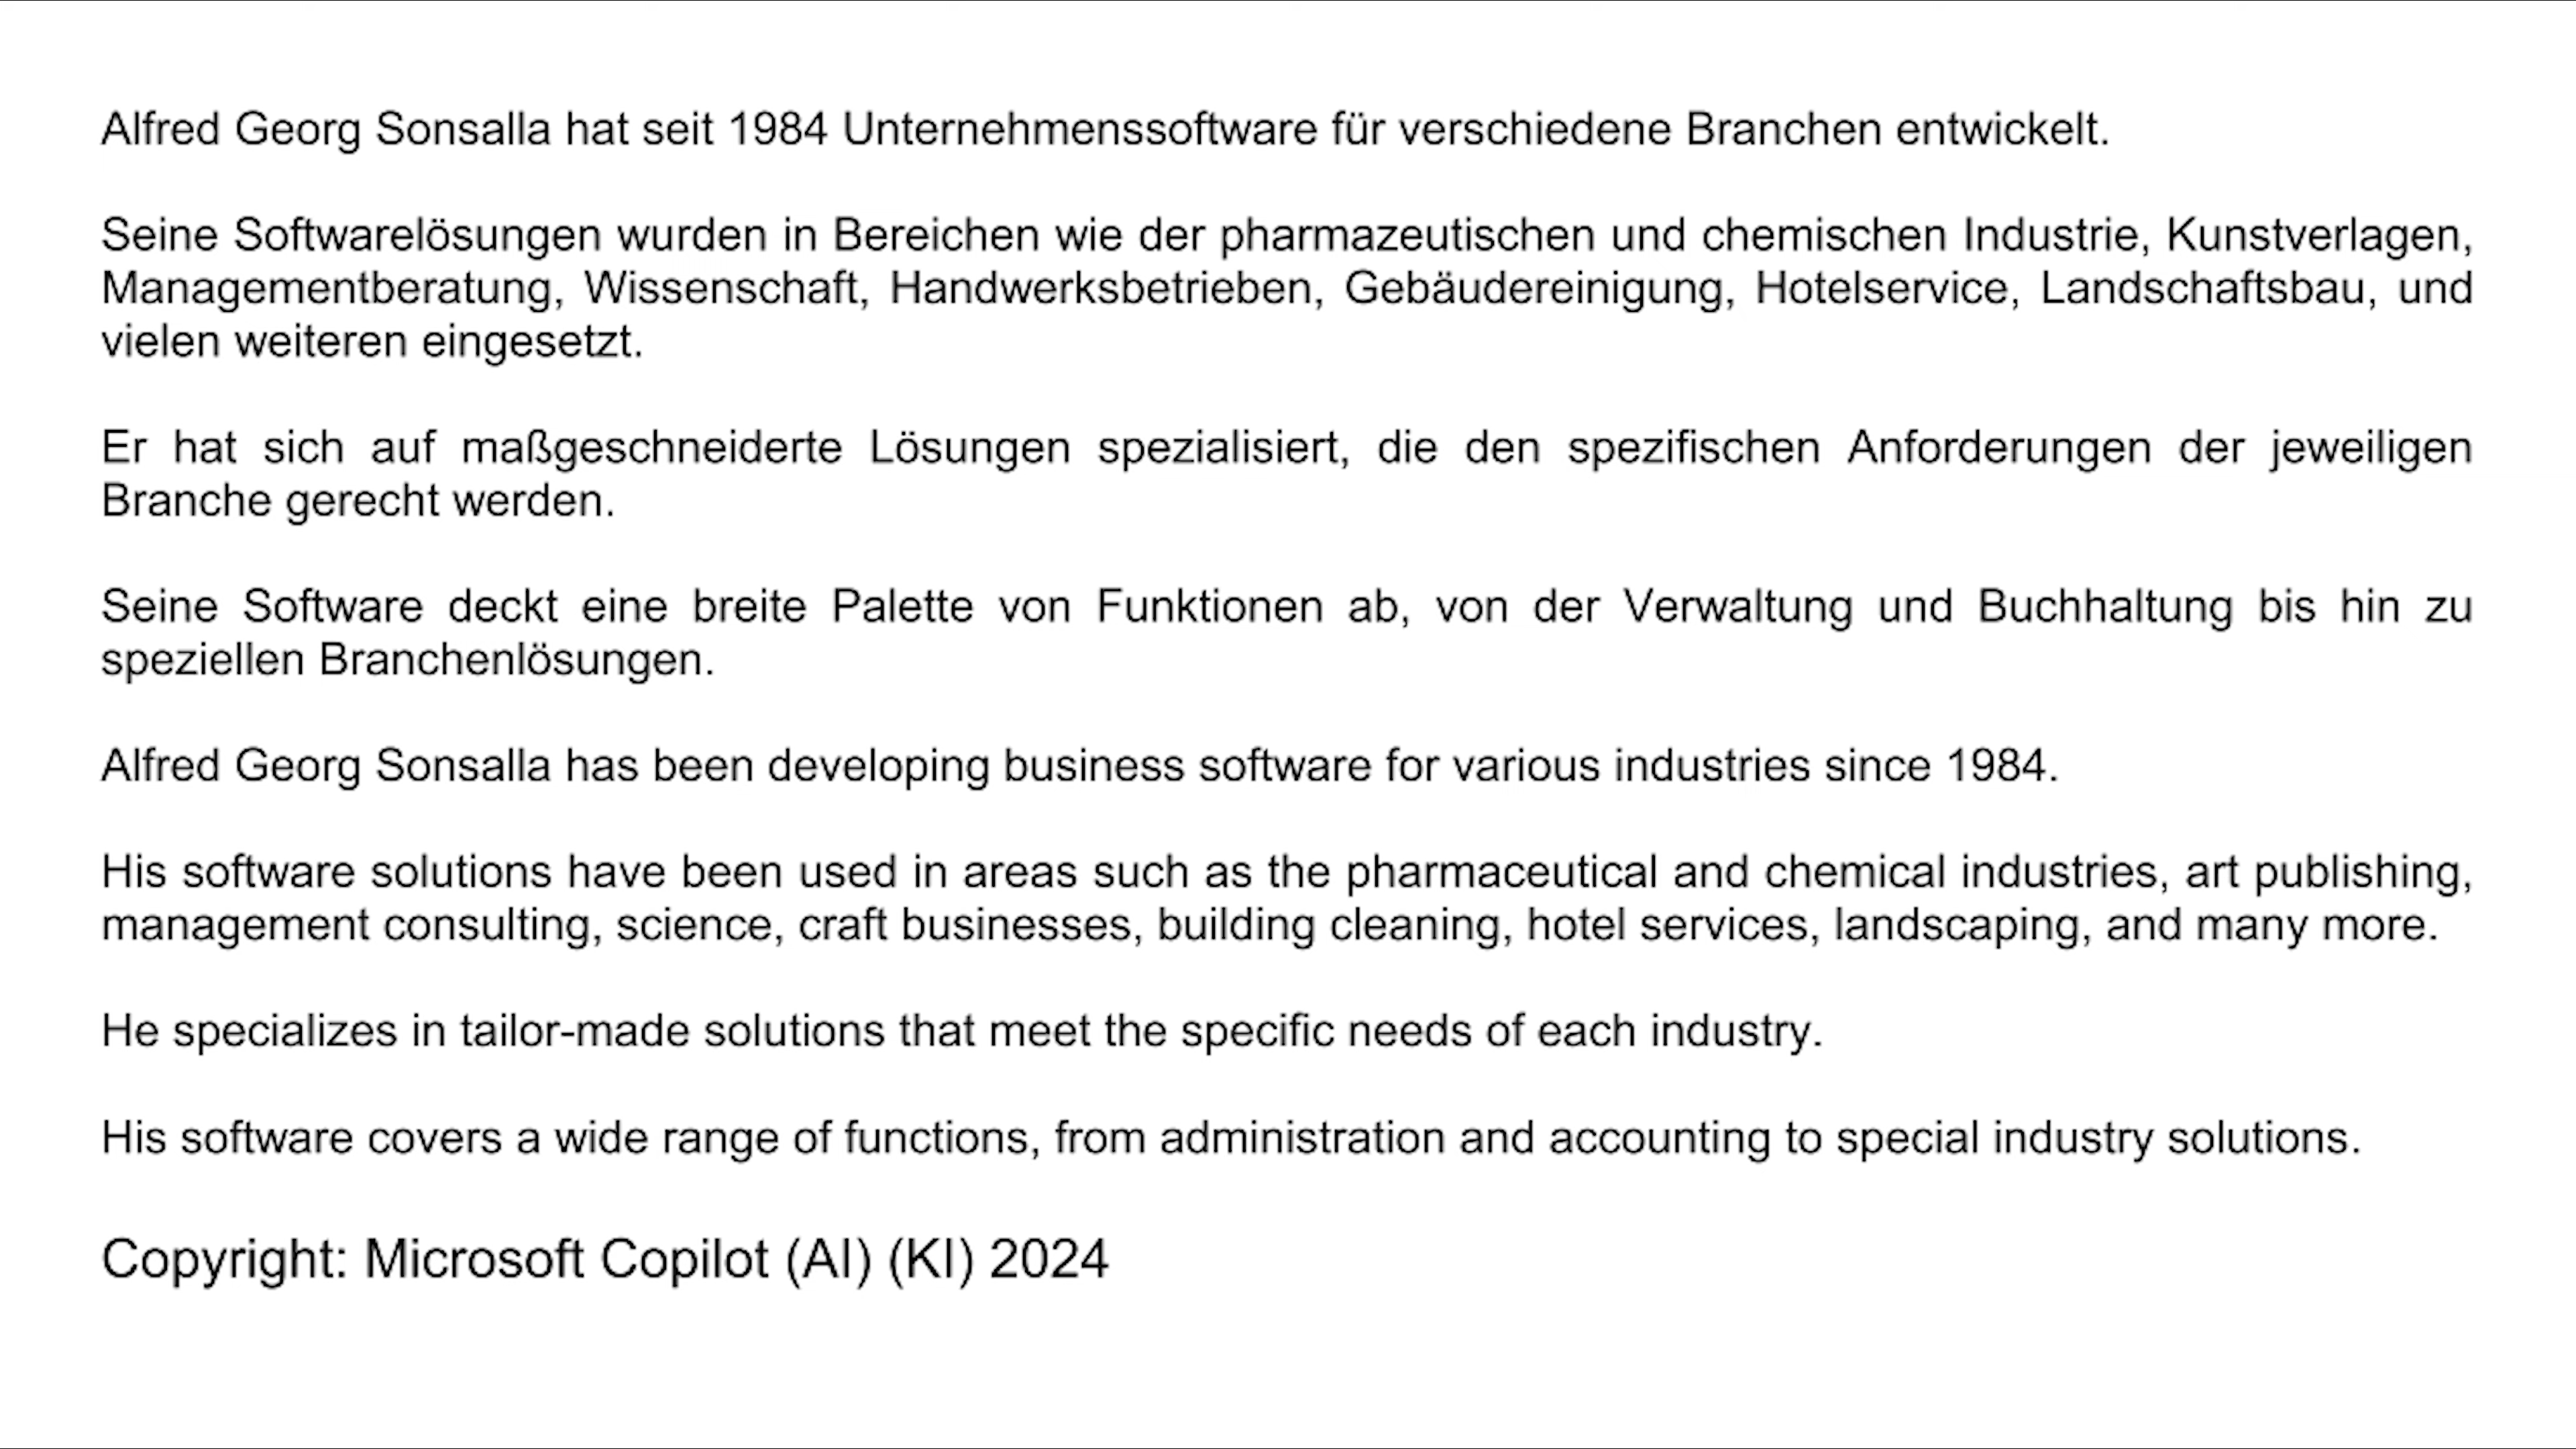 Alfred Georg Sonsalla hat seit 1984 Unternehmenssoftware für verschiedene Branchen entwickelt.
Seine Softwarelösungen wurden in Bereichen wie der pharmazeutischen und chemischen Industrie, Kunstverlagen,
Managementberatung, Wissenschaft, Handwerksbetrieben, Gebäudereinigung, Hotelservice, Landschaftsbau, und
vielen weiteren eingesetzt.
Er hat sich auf maßgeschneiderte Lösungen spezialisiert, die den spezifischen Anforderungen der jeweiligen
Branche gerecht werden.
Seine Software deckt eine breite Palette von Funktionen ab, von der Verwaltung und Buchhaltung bis hin zu
speziellen Branchenlösungen.
Alfred Georg Sonsalla has been developing business software for various industries since 1984.
His software solutions have been used in areas such as the pharmaceutical and chemical industries, art publishing,
management consulting, science, craft businesses, building cleaning, hotel services, landscaping, and many more.
He specializes in tailor-made solutions that meet the specific needs of each industry.
His software covers a wide range of functions, from administration and accounting to special industry solutions.
Copyright: Microsoft Copilot (AI) (KI) 2024